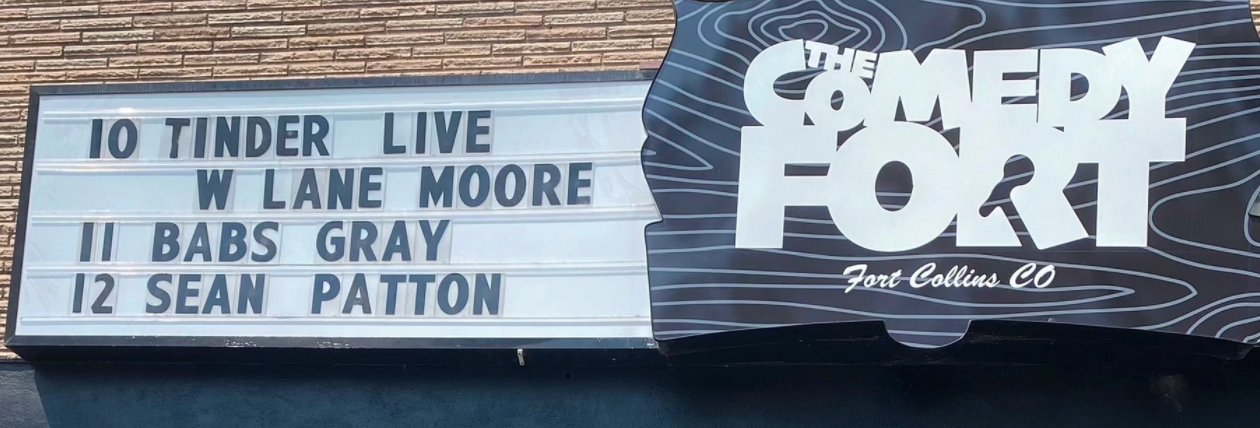 10 TINDER LIVE
W LANE MOORE
11 BABS GRAY
12 SEAN PATTON
THE
COMEDY
FORT
Fort Collins CO